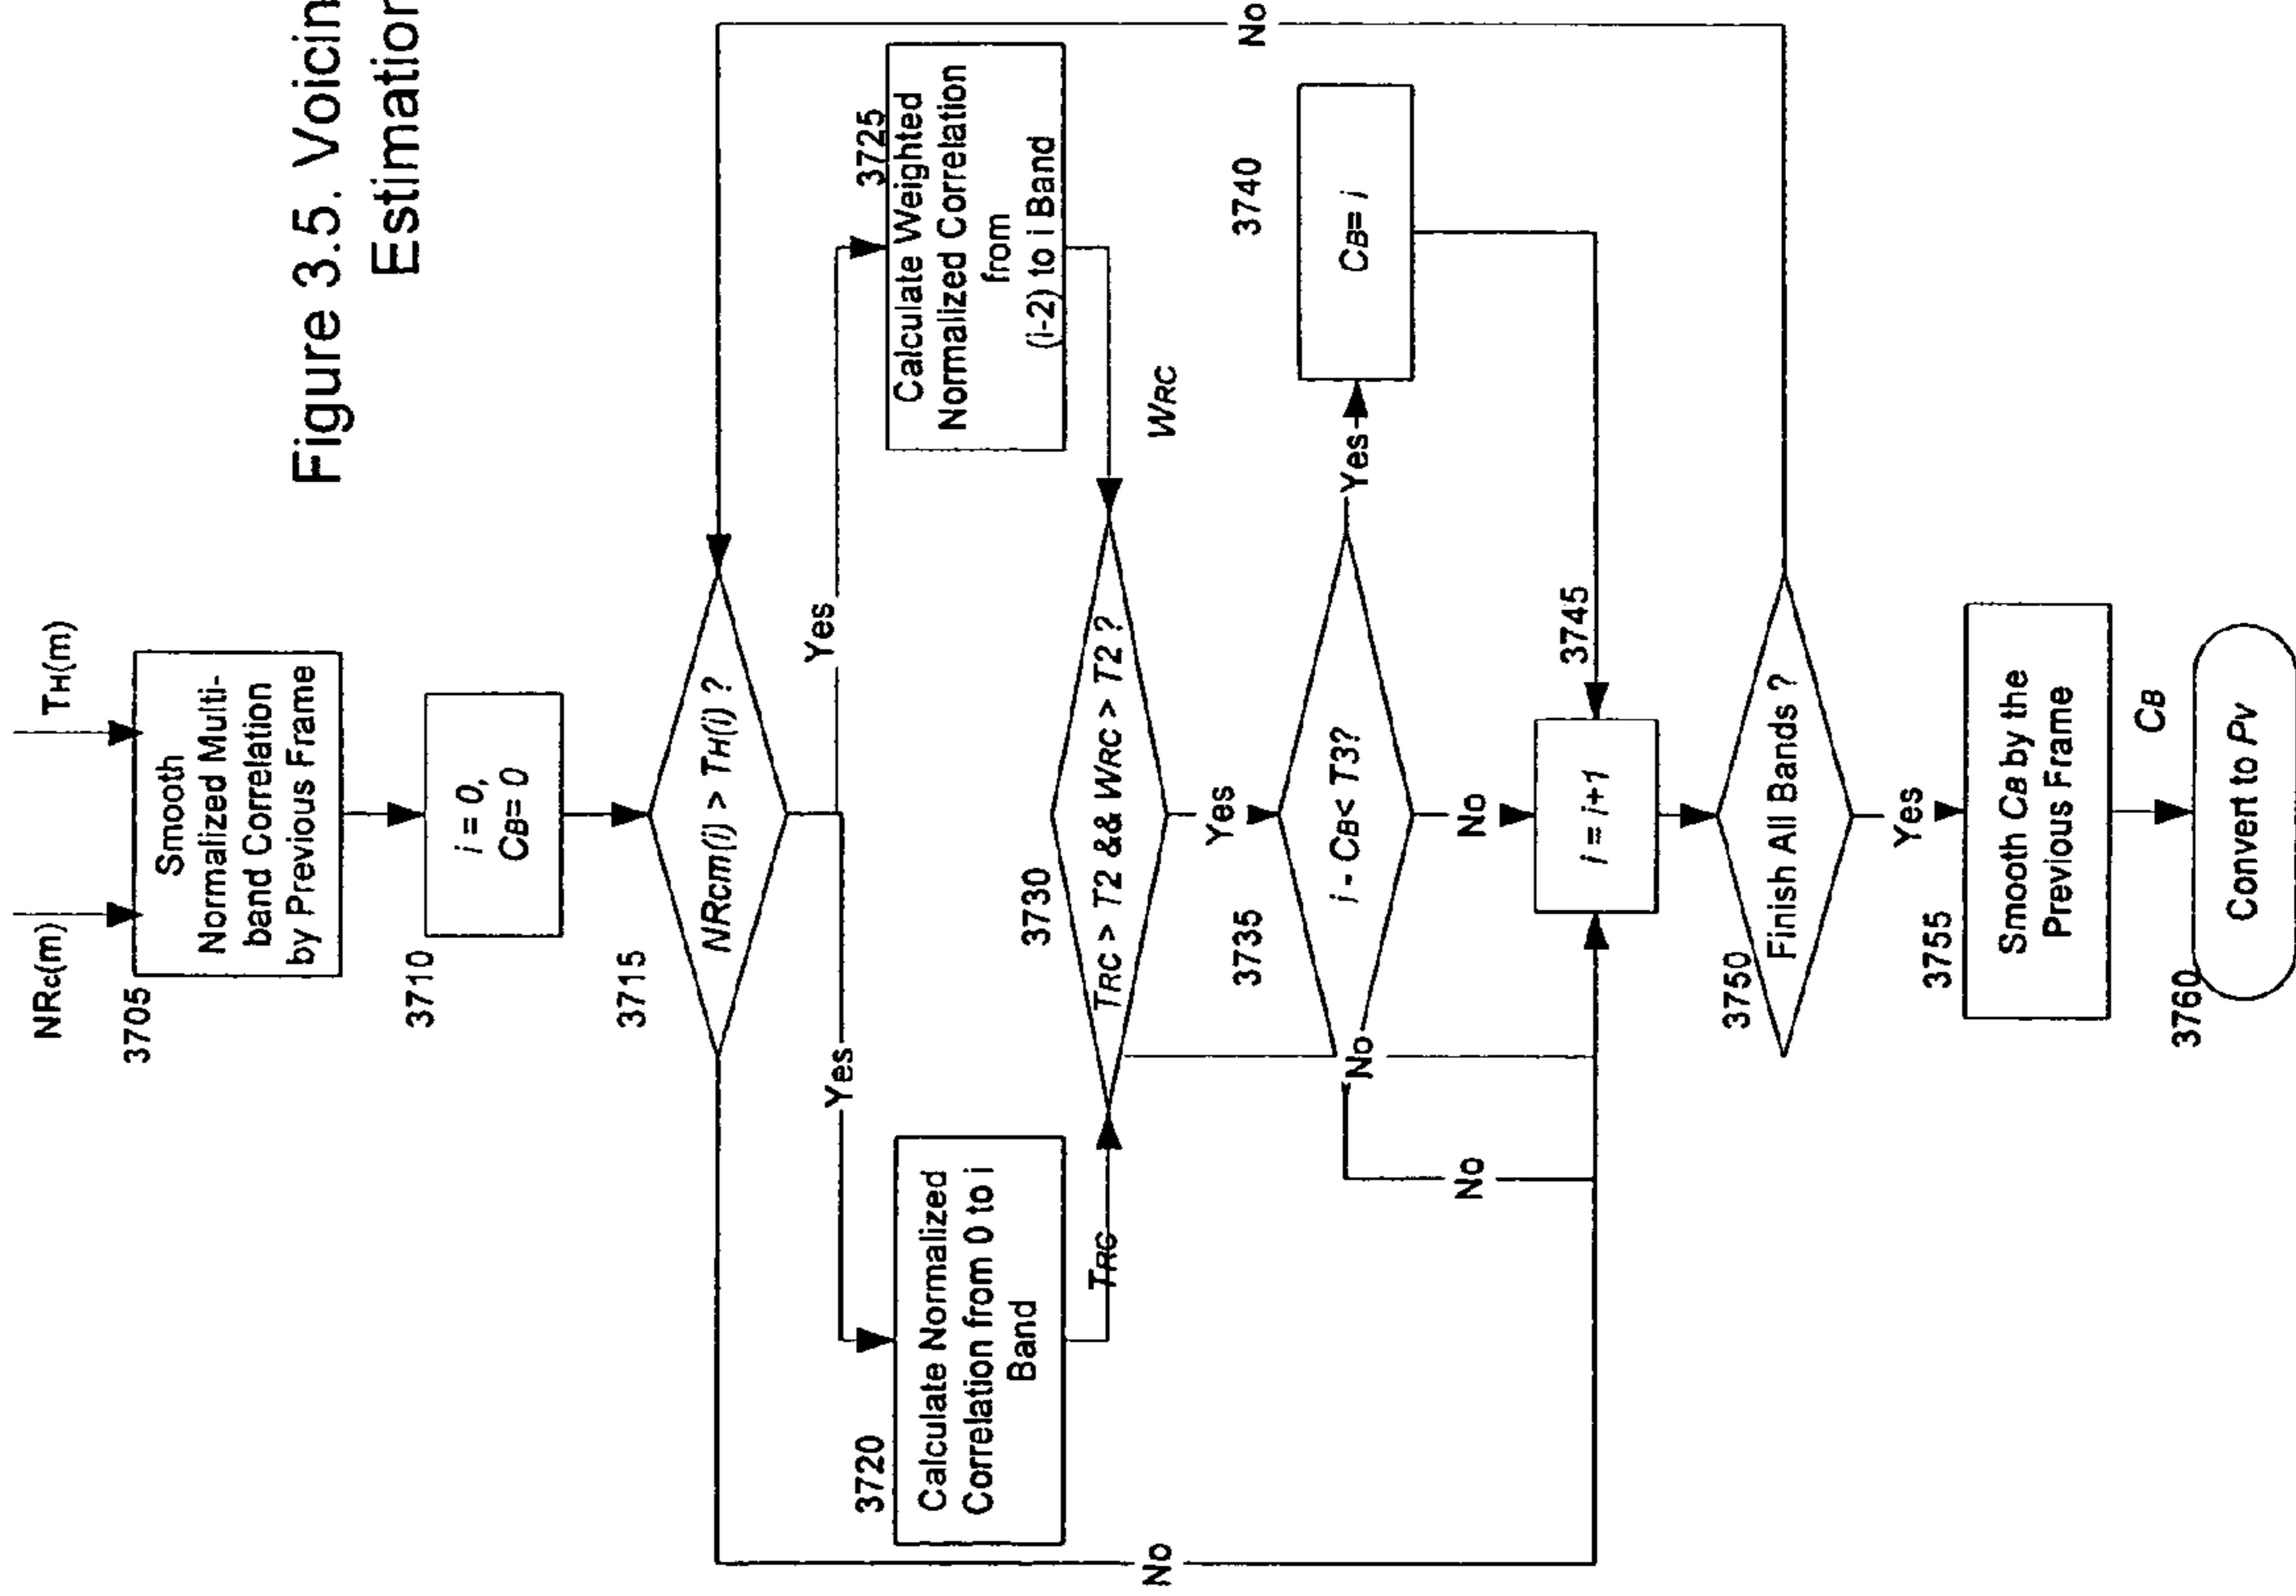 Figure 3.5. Voicin
Estimation
NRc(m)
TH(m)
3705
Smooth
Normalized Multi-
band Correlation
by Previous Frame
3710
i = 0,
CB= 0
3715
NRcm(i) > TH(i) ?
No
No
Yes
Yes
3720
Calculate Normalized
Correlation from 0 to i
Band
3725
Calculate Weighted
Normalized Correlation
from
(i-2) to i Band
TRC
WRC
3730
TRC > T2 && WRC > T2 ?
Yes
No
3735
i - CB< T3?
Yes
No
No
3740
CB= i
3745
i = i+1
3750
Finish All Bands ?
Yes
3755
Smooth CB by the
Previous Frame
CB
3760
Convent to PV